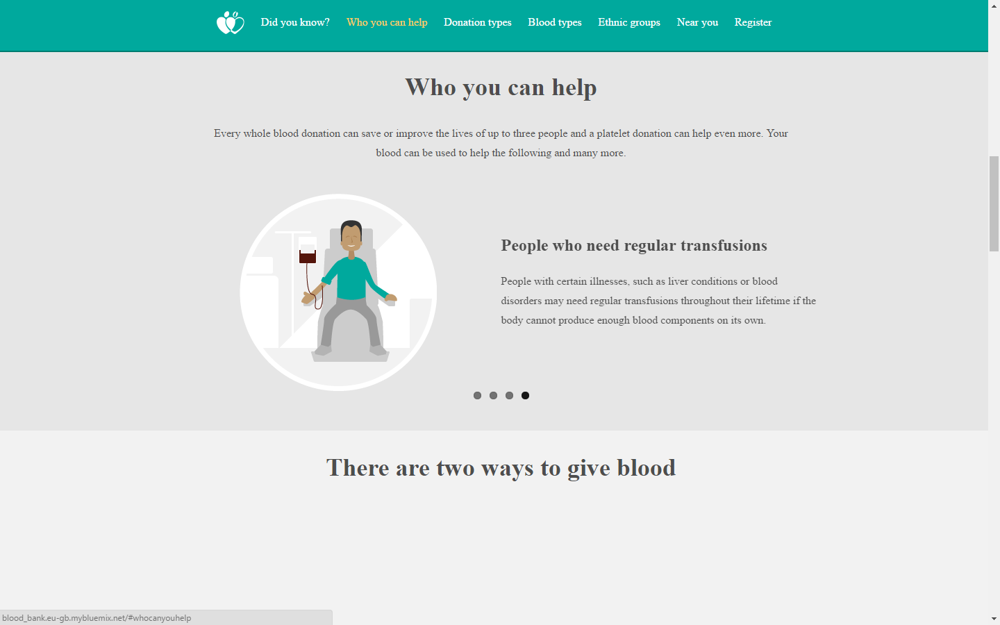 Did you know? Who you can help Donation types Blood types Ethnic groups Near you Register
Who you can help
Every whole blood donation can save or improve the lives of up to three people and a platelet donation can help even more. Your
blood can be used to help the following and many more.
People who need regular transfusions
People with certain illnesses, such as liver conditions or blood
disorders may need regular transfusions throughout their lifetime if the
body cannot produce enough blood components on its own.
There are two ways to give blood
blood_bank.eu-gb.mybluemix.net/#whocanyouhelp